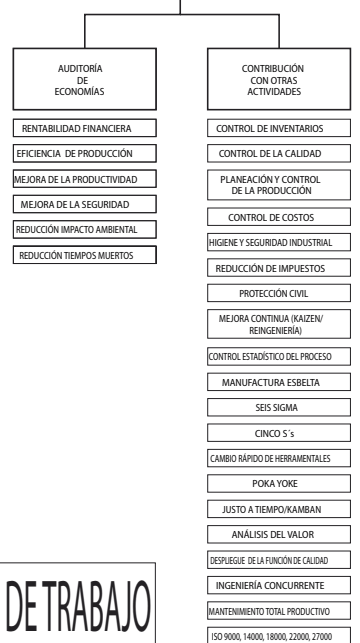 AUDITORÍA
DE
ECONOMÍAS
RENTABILIDAD FINANCIERA
EFICIENCIA DE PRODUCCIÓN
MEJORA DE LA PRODUCTIVIDAD
MEJORA DE LA SEGURIDAD
REDUCCIÓN IMPACTO AMBIENTAL
REDUCCIÓN TIEMPOS MUERTOS
CONTRIBUCIÓN
CON OTRAS
ACTIVIDADES
CONTROL DE INVENTARIOS
CONTROL DE LA CALIDAD
PLANEACIÓN Y CONTROL
DE LA PRODUCCIÓN
CONTROL DE COSTOS
HIGIENE Y SEGURIDAD INDUSTRIAL
REDUCCIÓN DE IMPUESTOS
PROTECCIÓN CIVIL
MEJORA CONTINUA (KAIZEN/
REINGENIERÍA)
CONTROL ESTADÍSTICO DEL PROCESO
MANUFACTURA ESBELTA
SEIS SIGMA
CINCO S´s
CAMBIO RÁPIDO DE HERRAMENTALES
POKA YOKE
JUSTO A TIEMPO/KAMBAN
ANÁLISIS DEL VALOR
DESPLIEGUE DE LA FUNCIÓN DE CALIDAD
INGENIERÍA CONCURRENTE
MANTENIMIENTO TOTAL PRODUCTIVO
ISO 9000, 14000, 18000, 22000, 27000
DE TRABAJO